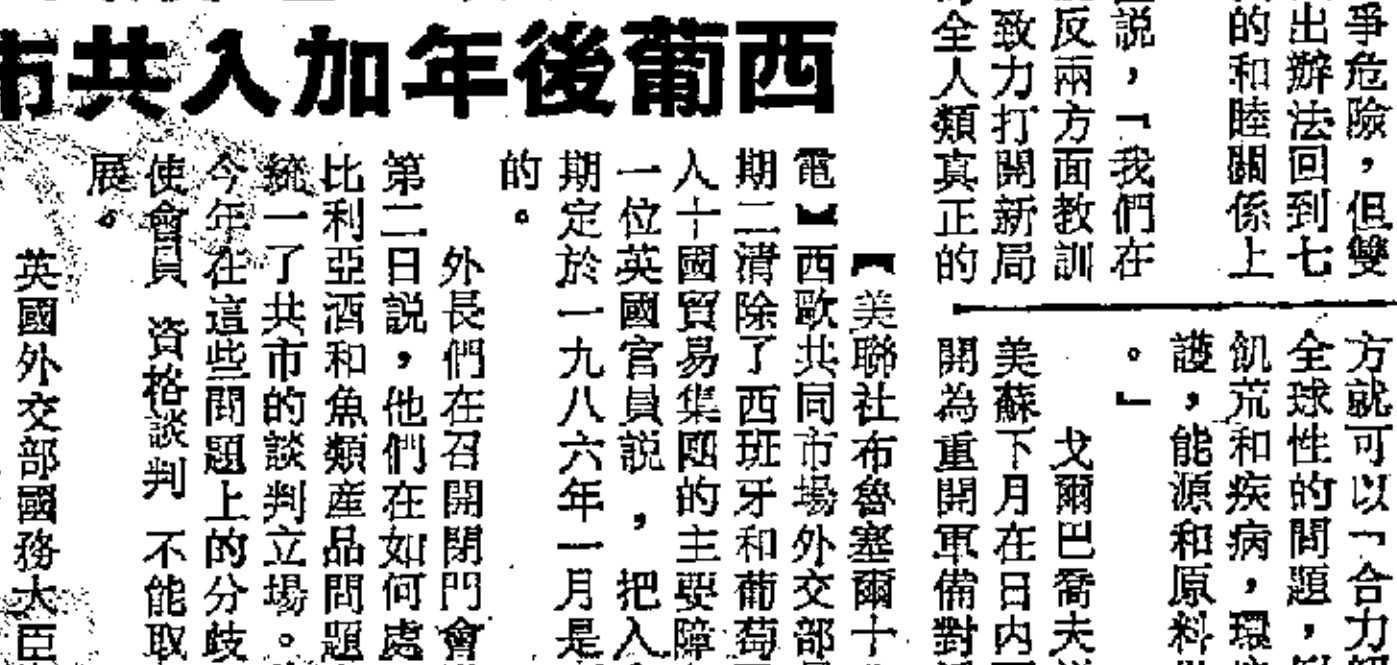 爭危險，但雙
出辦法回到七
的和睦關係上
説，「我們在
反兩方面教訓
致力打開新局
全人類真正的
方就可以「合力
全球性的問題，
飢荒和疾病，環
護，能源和原料
。」
戈爾巴喬夫
美蘇下月在日内
開為重開軍備對
西葡後年加入共市
【美聯社布魯塞爾十
電】西歐共同市場外交部
期二清除了西班牙和葡萄
人十國貿易集團的主要障
一位英國官員説，把入
期定於一九八六年一月是
的。
外長們在召開閉門會
第二日説，他們在如何處
比利亞酒和魚類産品問題
統一了共市的談判立場。
今年在這些問題上的分歧
使會員資格談判不能取
展。
英國外交部國務大臣